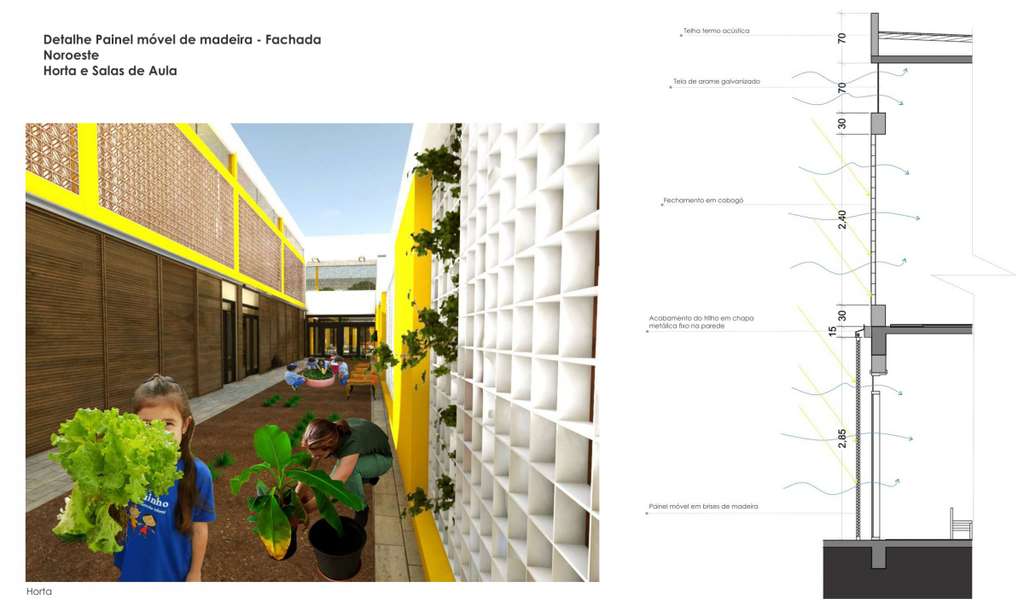 Detalhe Painel móvel de madeira - Fachada
Noroeste
Horta e Salas de Aula
Telha termo acústica
70
Tela de arame galvanizado
70
30
Fechamento em cobogó
2,40
Acabamento do trilho em chapa
metálica fixo na parede
30
15
2,85
Painel móvel em brises de madeira
inho
Horta